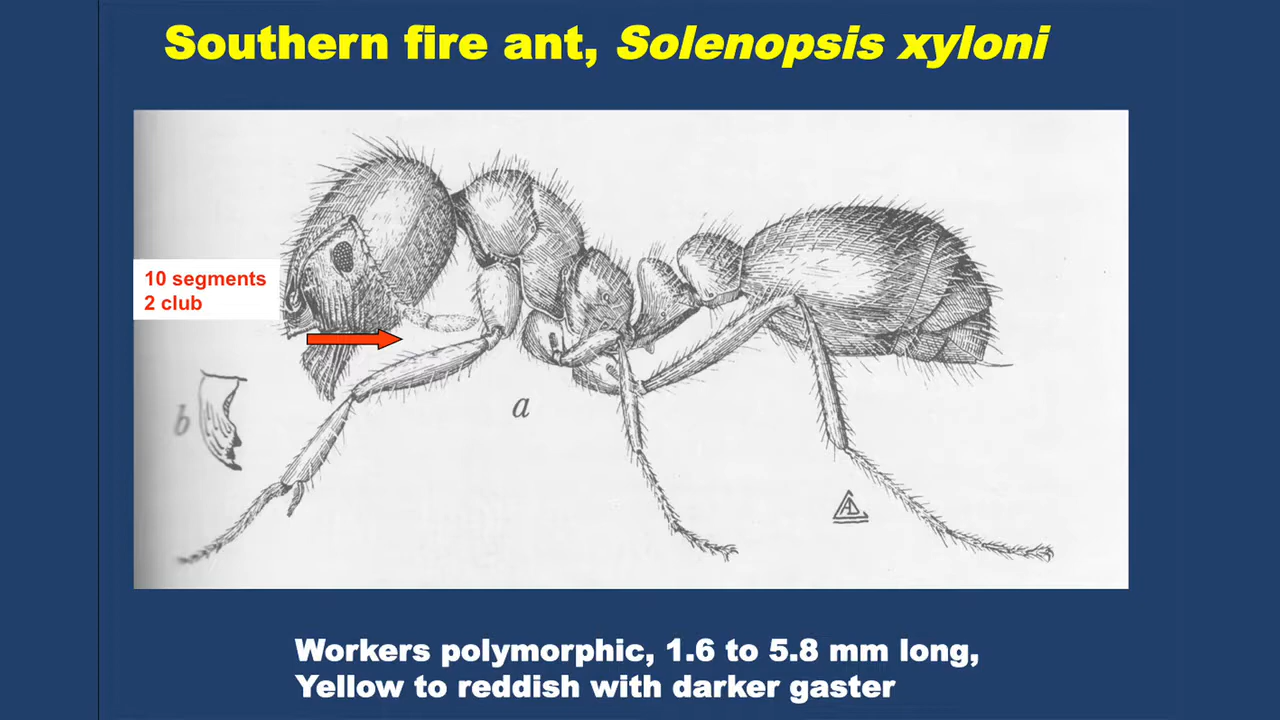 Southern fire ant, Solenopsis xyloni
10 segments
2 club
b
a
AD
Workers polymorphic, 1.6 to 5.8 mm long,
Yellow to reddish with darker gaster